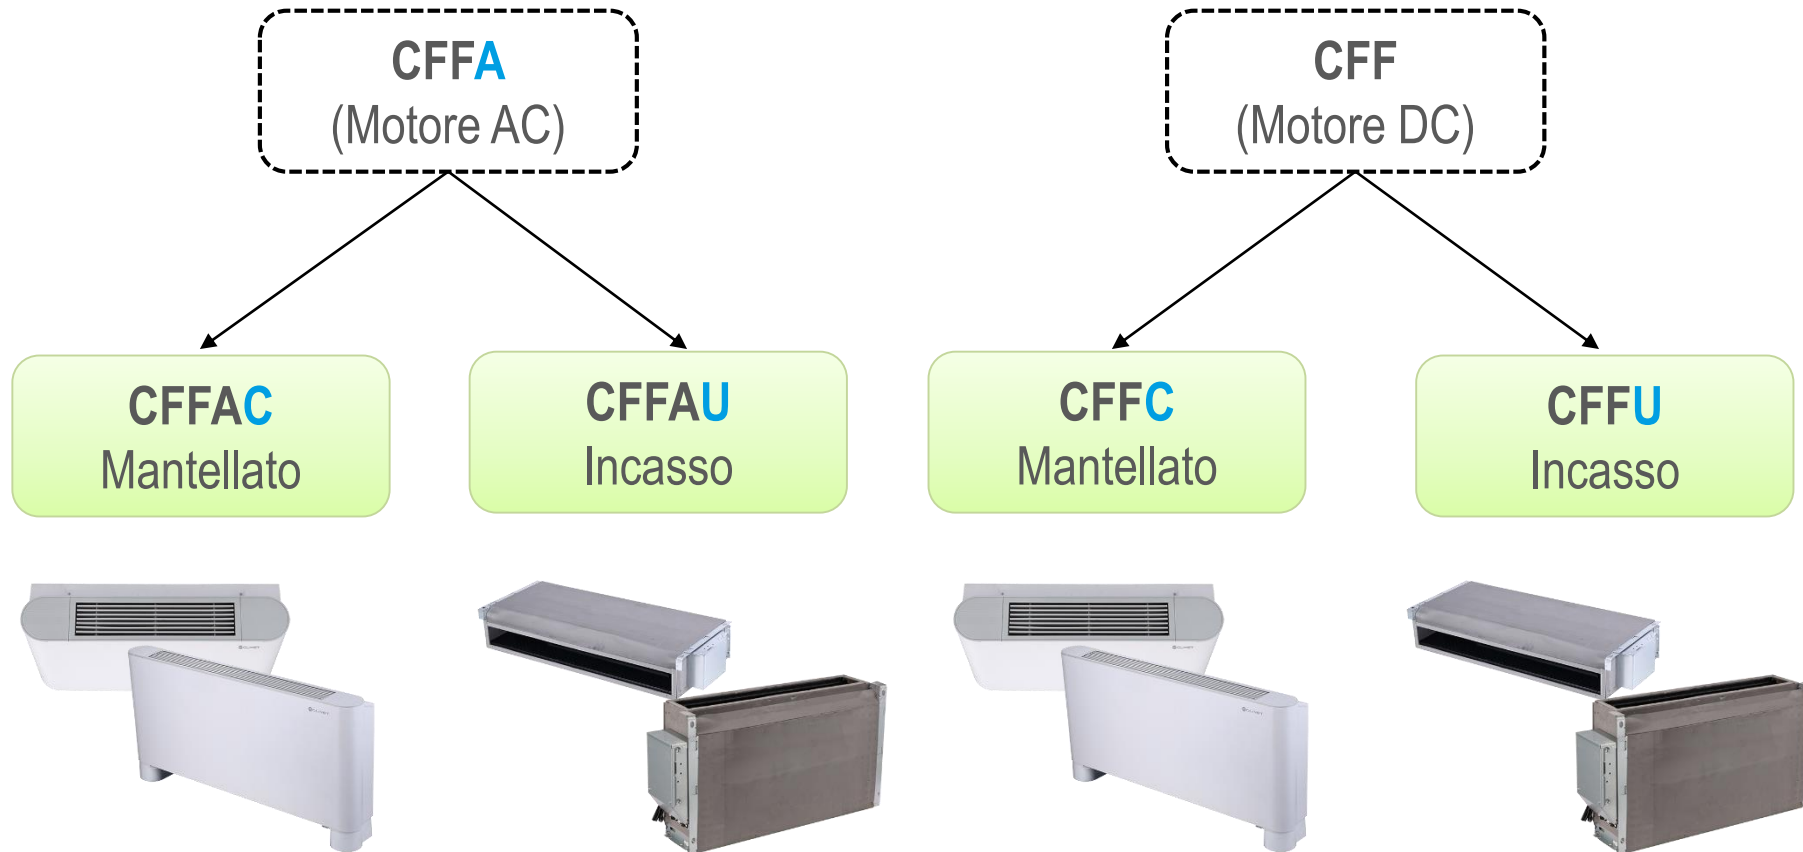 CFFA
(Motore AC)
CFF
(Motore DC)
CFFAC
Mantellato
CFFAU
Incasso
CFFC
Mantellato
CFFU
Incasso